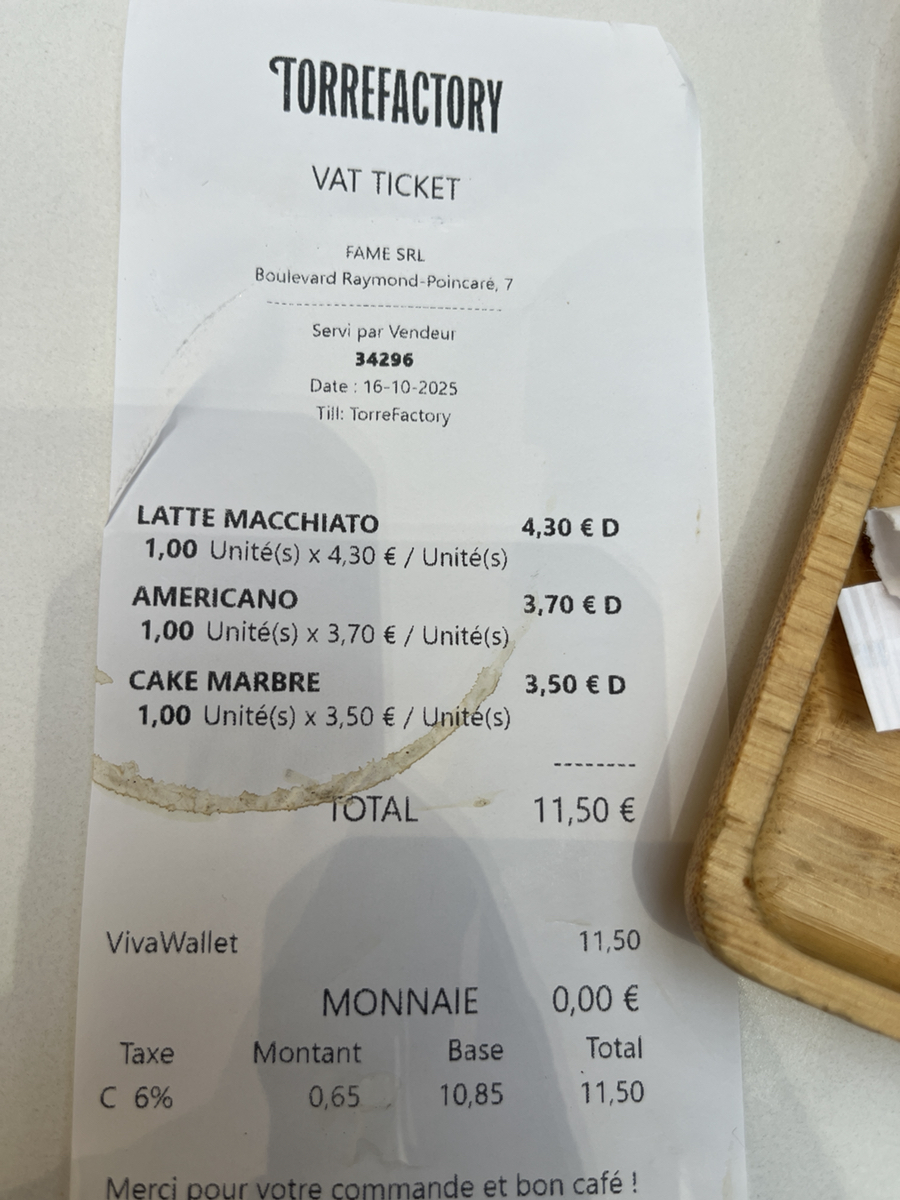 TORREFACTORY
VAT TICKET
FAME SRL
Boulevard Raymond-Poincaré, 7
--------------------------------
Servi par Vendeur
34296
Date : 16-10-2025
Till: TorreFactory
LATTE MACCHIATO 4,30 € D
1,00 Unité(s) x 4,30 € / Unité(s)
AMERICANO 3,70 € D
1,00 Unité(s) x 3,70 € / Unité(s)
CAKE MARBRE 3,50 € D
1,00 Unité(s) x 3,50 € / Unité(s)
--------
TOTAL 11,50 €
VivaWallet 11,50
MONNAIE 0,00 €
Taxe Montant Base Total
C 6% 0,65 10,85 11,50
Merci pour votre commande et bon café !